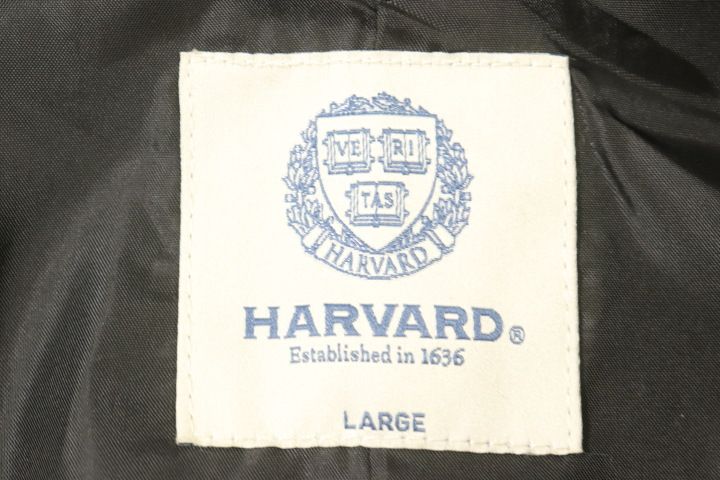 VE RI
TAS
HARVARD
HARVARD®
Established in 1636
LARGE